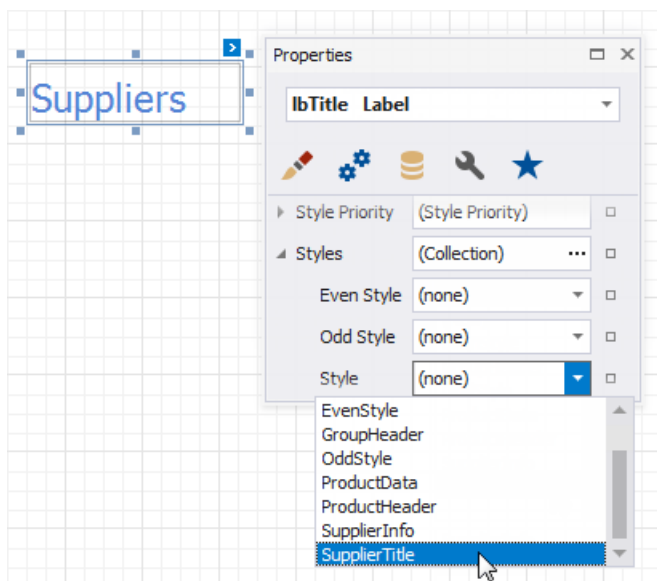 Suppliers
Properties
lbTitle Label
Style Priority (Style Priority)
Styles (Collection) ...
Even Style (none)
Odd Style (none)
Style (none)
EvenStyle
GroupHeader
OddStyle
ProductData
ProductHeader
SupplierInfo
SupplierTitle